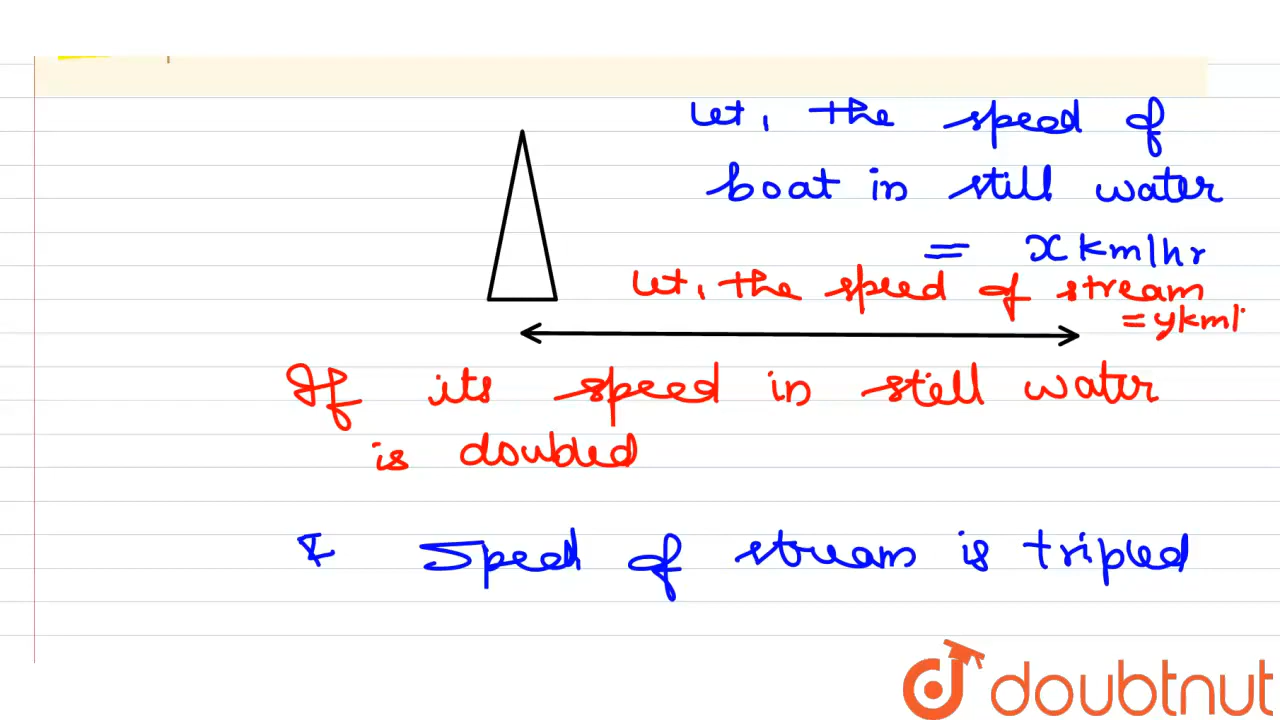 Let, the speed of
boat in still water
= x km/hr
Let, the speed of stream
= y km/
If its speed in still water
is doubled
& Speed of stream is tripled
doubtnut